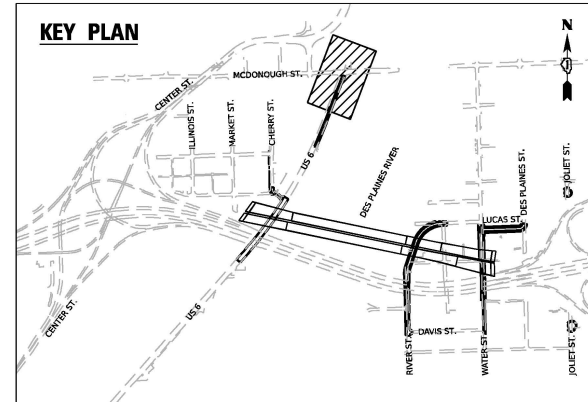 KEY PLAN
N
MCDONOUGH ST.
CENTER ST.
ILLINOIS ST.
MARKET ST.
CHERRY ST.
US 6
DES PLAINES RIVER
DES PLAINES ST.
JOLIET ST.
LUCAS ST.
CENTER ST.
US 6
RIVER ST.
DAVIS ST.
WATER ST.
JOLIET ST.